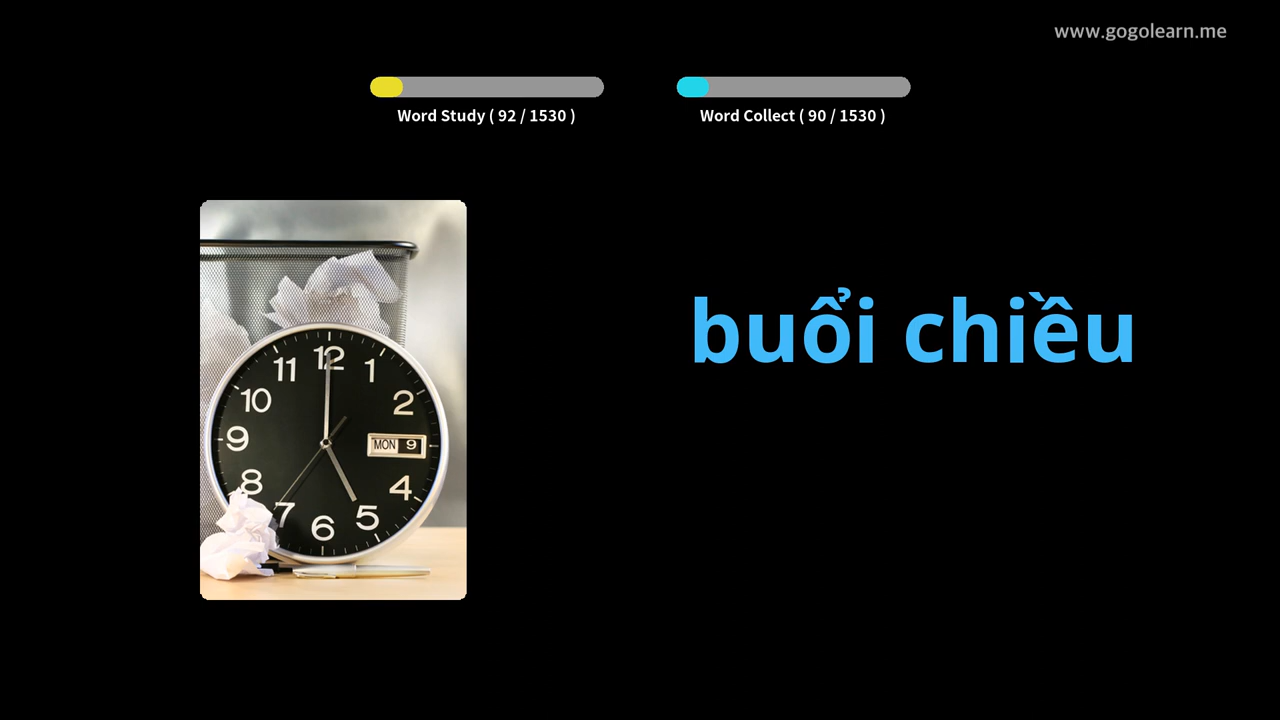 www.gogolearn.me
Word Study ( 92 / 1530 )
Word Collect ( 90 / 1530 )
12
11
1
10
2
9
MON 9
8
4
7
5
6
buổi chiều